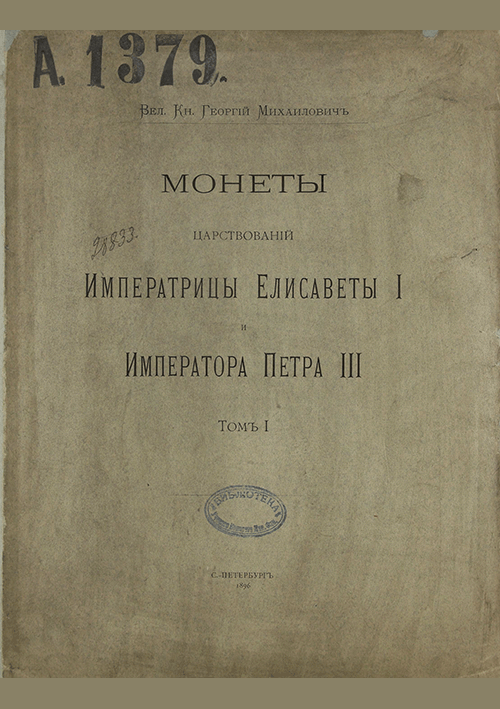 А. 1379.
Вел. Кн. Георгій Михаиловичъ
Монеты
царствованій
28833.
Императрицы Елисаветы I
и
Императора Петра III
Томъ I
БИБЛІОТЕКА
С.-Петербургъ
1896